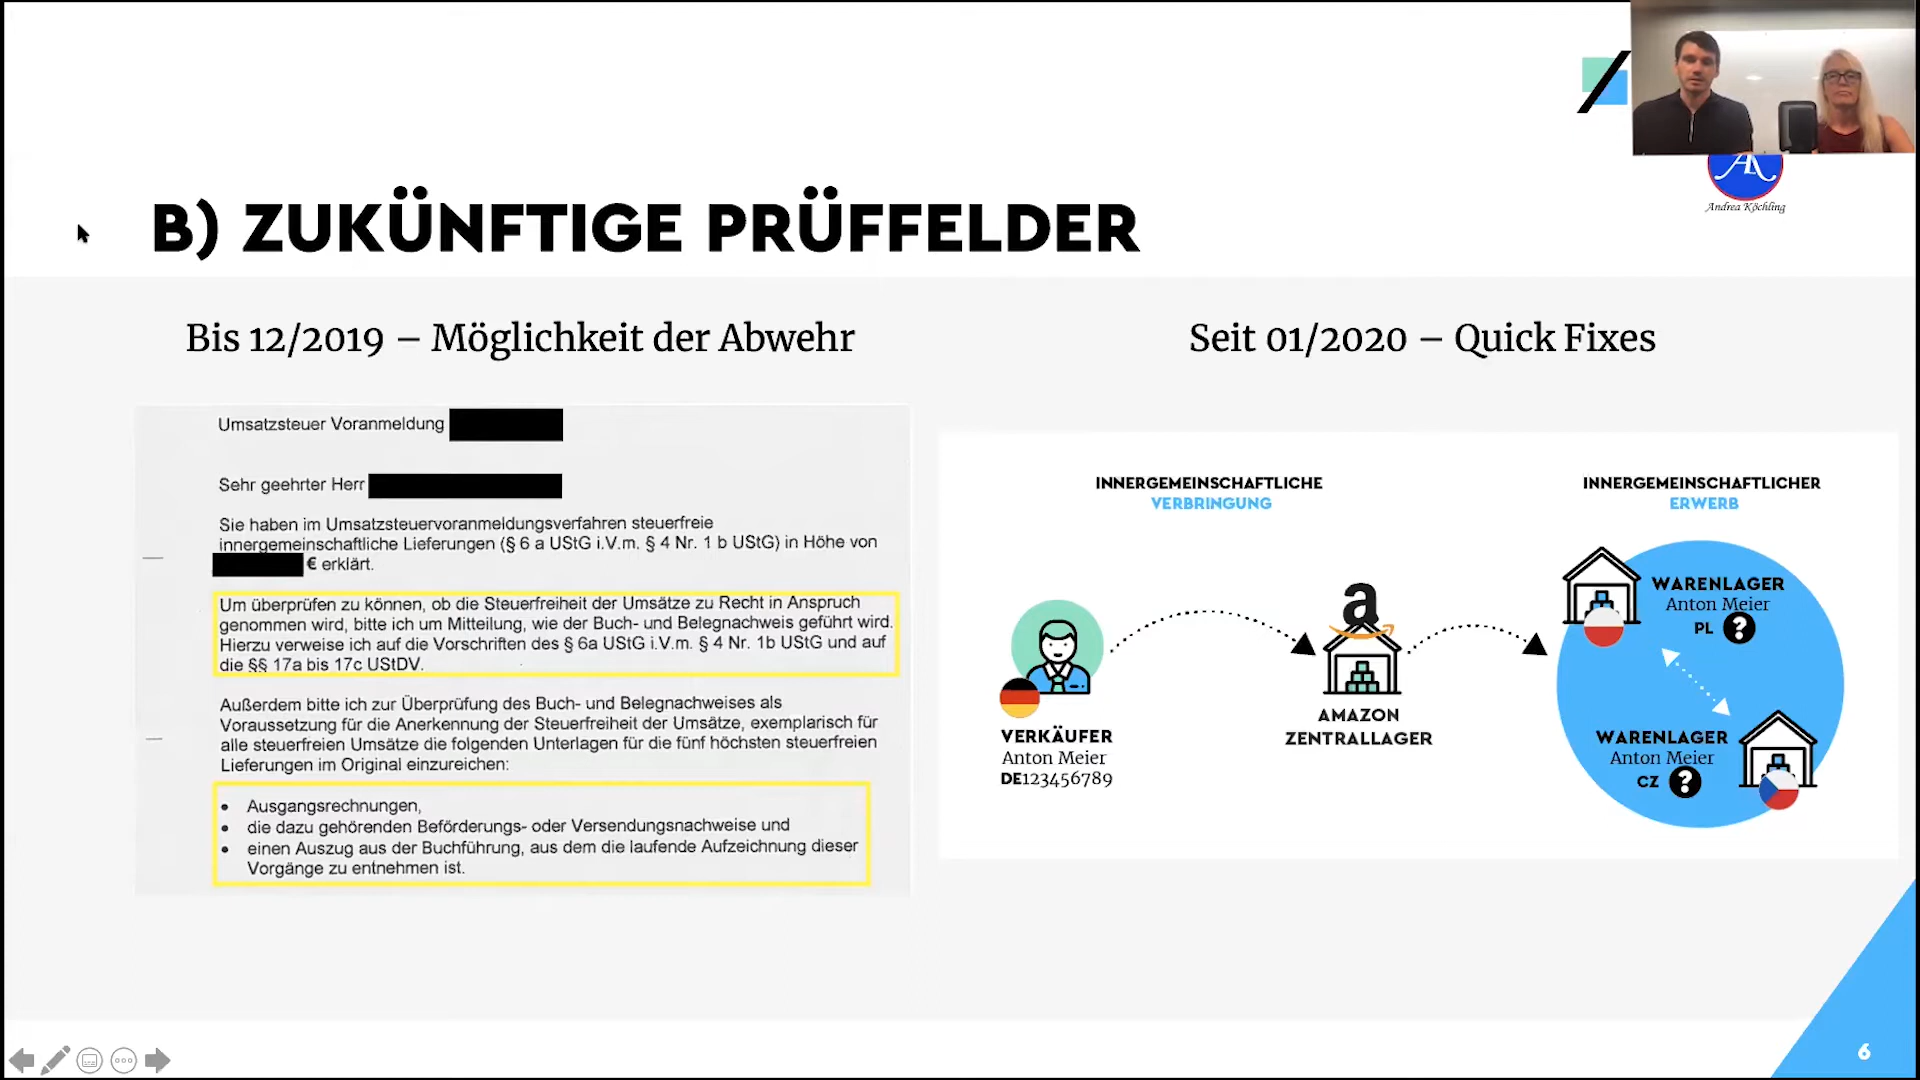 Andrea Köchling
B) ZUKÜNFTIGE PRÜFFELDER
Bis 12/2019 – Möglichkeit der Abwehr
Umsatzsteuer Voranmeldung
Sehr geehrter Herr
Sie haben im Umsatzsteuervoranmeldungsverfahren steuerfreie
innergemeinschaftliche Lieferungen (§ 6 a UStG i.V.m. § 4 Nr. 1 b UStG) in Höhe von
€ erklärt.
Um überprüfen zu können, ob die Steuerfreiheit der Umsätze zu Recht in Anspruch
genommen wird, bitte ich um Mitteilung, wie der Buch- und Belegnachweis geführt wird.
Hierzu verweise ich auf die Vorschriften des § 6a UStG i.V.m. § 4 Nr. 1b UStG und auf
die §§ 17a bis 17c UStDV.
Außerdem bitte ich zur Überprüfung des Buch- und Belegnachweises als
Voraussetzung für die Anerkennung der Steuerfreiheit der Umsätze, exemplarisch für
alle steuerfreien Umsätze die folgenden Unterlagen für die fünf höchsten steuerfreien
Lieferungen im Original einzureichen:
• Ausgangsrechnungen,
• die dazu gehörenden Beförderungs- oder Versendungsnachweise und
• einen Auszug aus der Buchführung, aus dem die laufende Aufzeichnung dieser
Vorgänge zu entnehmen ist.
Seit 01/2020 – Quick Fixes
INNERGEMEINSCHAFTLICHE
VERBRINGUNG
INNERGEMEINSCHAFTLICHER
ERWERB
VERKÄUFER
Anton Meier
DE123456789
a
AMAZON
ZENTRALLAGER
WARENLAGER
Anton Meier
PL ?
WARENLAGER
Anton Meier
CZ ?
6